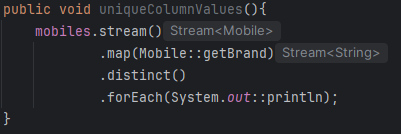 public void uniqueColumnValues(){
    mobiles.stream() Stream<Mobile>
            .map(Mobile::getBrand) Stream<String>
            .distinct()
            .forEach(System.out::println);
}